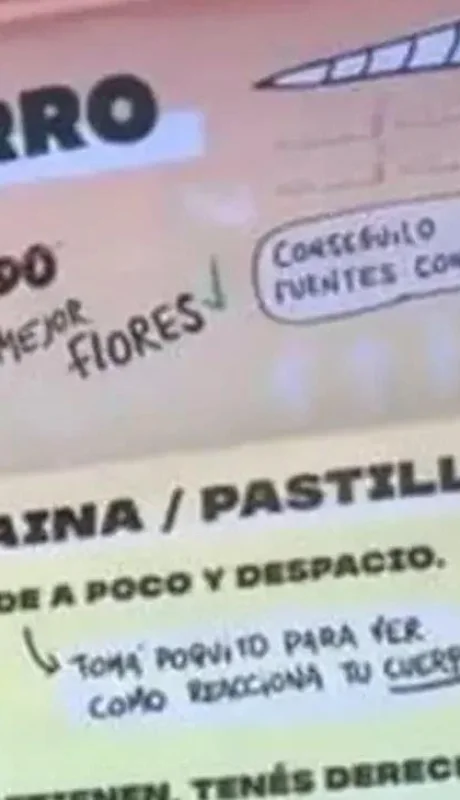 RRO
DO
MEJOR
FLORES
CONSEGUILO
FUENTES CON
AINA / PASTILL
DE A POCO Y DESPACIO.
TOMÁ POQUITO PARA VER
COMO REACCIONA TU CUERP
TIENEN, TENÉS DEREC